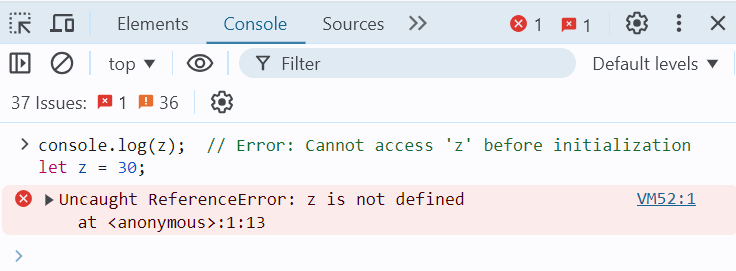 Elements Console Sources 1 1
top Filter Default levels
37 Issues: 1 36
console.log(z);  // Error: Cannot access 'z' before initialization
let z = 30;
Uncaught ReferenceError: z is not defined VM52:1
at <anonymous>:1:13